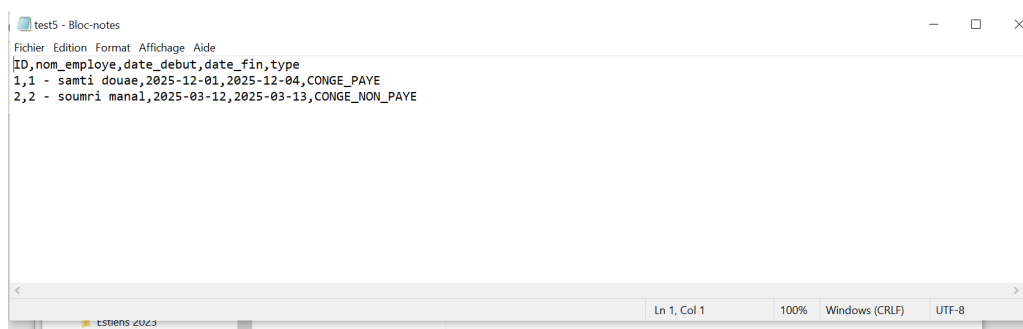 test5 - Bloc-notes
Fichier Edition Format Affichage Aide
ID,nom_employe,date_debut,date_fin,type
1,1 - samti douae,2025-12-01,2025-12-04,CONGE_PAYE
2,2 - soumri manal,2025-03-12,2025-03-13,CONGE_NON_PAYE
Ln 1, Col 1 100% Windows (CRLF) UTF-8
Estiens 2023